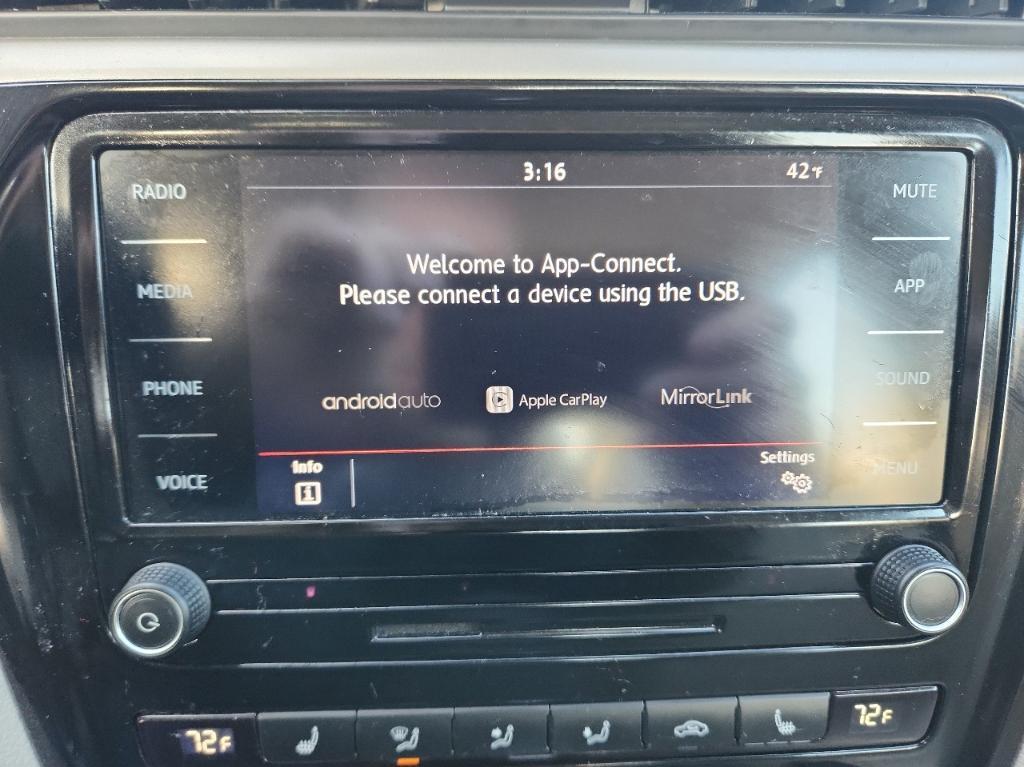 3:16
42°F
RADIO
MEDIA
PHONE
VOICE
Welcome to App-Connect.
Please connect a device using the USB.
androidauto
Apple CarPlay
MirrorLink
Info
Settings
MUTE
APP
SOUND
MENU
72°F
72°F